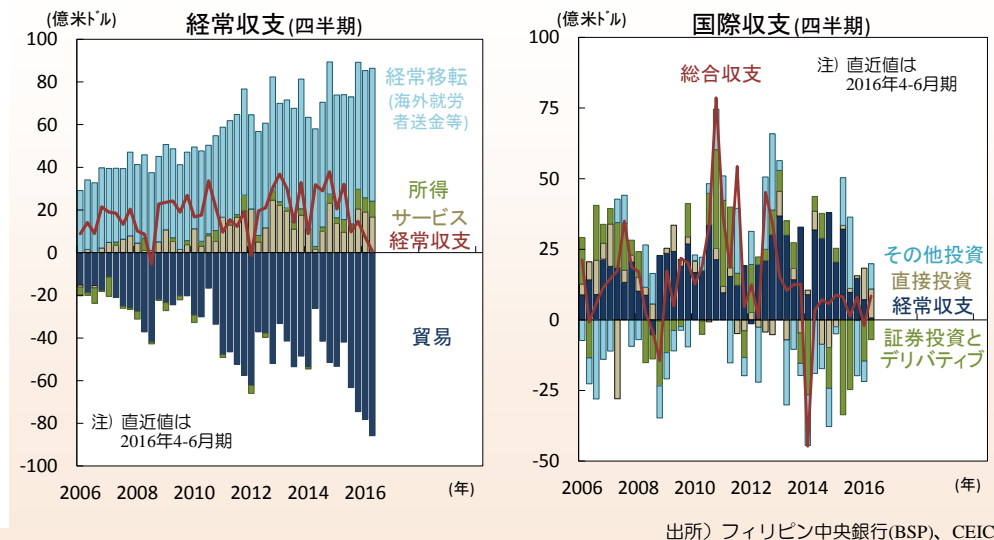 経常収支(四半期)
(億米ドル)
100
80
60
40
20
0
-20
-40
-60
-80
-100
経常移転
(海外就労
者送金等)
所得
サービス
経常収支
貿易
注) 直近値は
2016年4-6月期
2006
2008
2010
2012
2014
2016
(年)
国際収支(四半期)
(億米ドル)
100
75
50
25
0
-25
-50
総合収支
注) 直近値は
2016年4-6月期
その他投資
直接投資
経常収支
証券投資と
デリバティブ
2006
2008
2010
2012
2014
2016
(年)
出所）フィリピン中央銀行(BSP)、CEIC